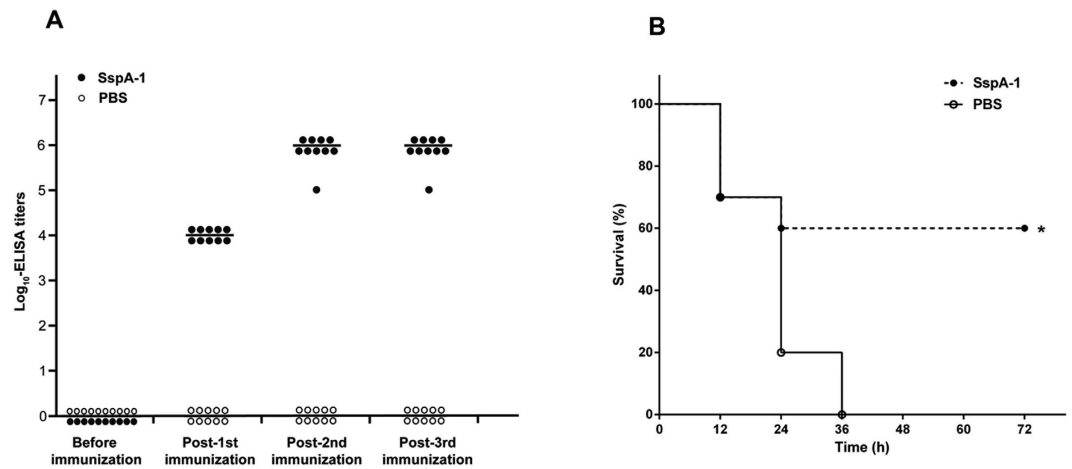 A
SspA-1
PBS
Log10-ELISA titers
7
6
5
4
3
2
1
0
Before
immunization
Post-1st
immunization
Post-2nd
immunization
Post-3rd
immunization
B
SspA-1
PBS
Survival (%)
100
80
60
40
20
0
*
0
12
24
36
48
60
72
Time (h)